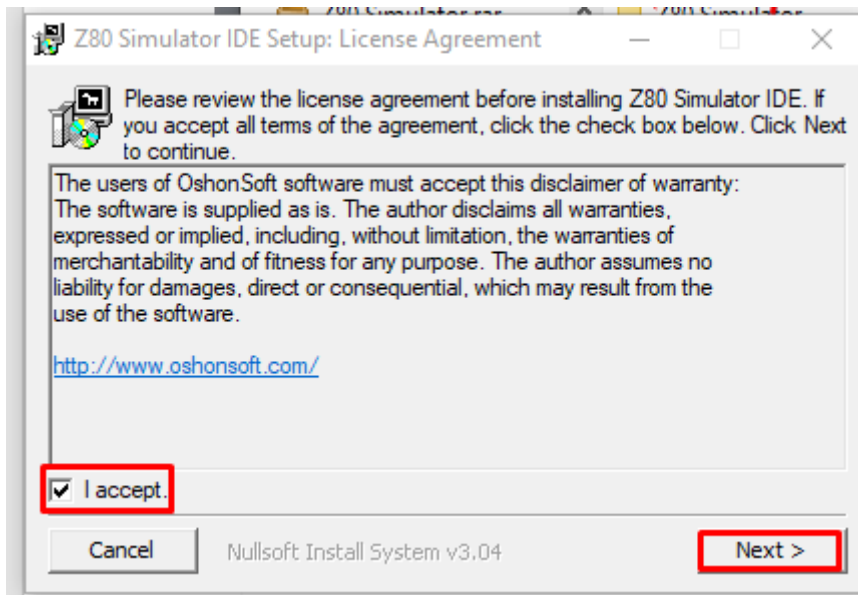 Z80 Simulator.rar
Z80 Simulator
Z80 Simulator IDE Setup: License Agreement
Please review the license agreement before installing Z80 Simulator IDE. If
you accept all terms of the agreement, click the check box below. Click Next
to continue.
The users of OshonSoft software must accept this disclaimer of warranty:
The software is supplied as is. The author disclaims all warranties,
expressed or implied, including, without limitation, the warranties of
merchantability and of fitness for any purpose. The author assumes no
liability for damages, direct or consequential, which may result from the
use of the software.
http://www.oshonsoft.com/
I accept.
Cancel
Nullsoft Install System v3.04
Next >